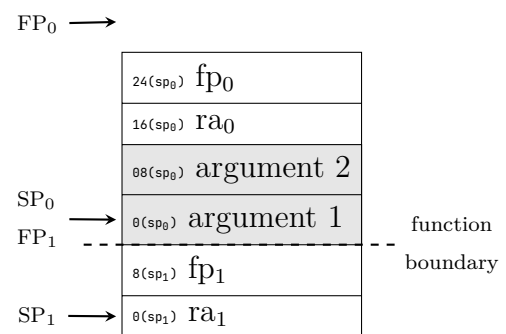 FP₀
24(sp₀) fp₀
16(sp₀) ra₀
08(sp₀) argument 2
SP₀
0(sp₀) argument 1
FP₁
function
boundary
8(sp₁) fp₁
SP₁
0(sp₁) ra₁